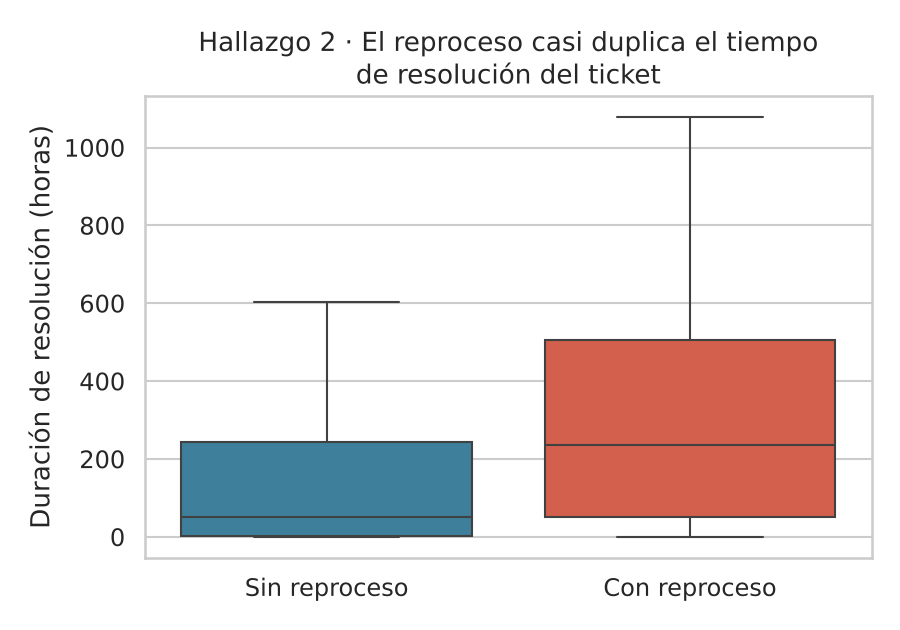 Hallazgo 2 · El reproceso casi duplica el tiempo
de resolución del ticket
Duración de resolución (horas)
1000
800
600
400
200
0
Sin reproceso
Con reproceso